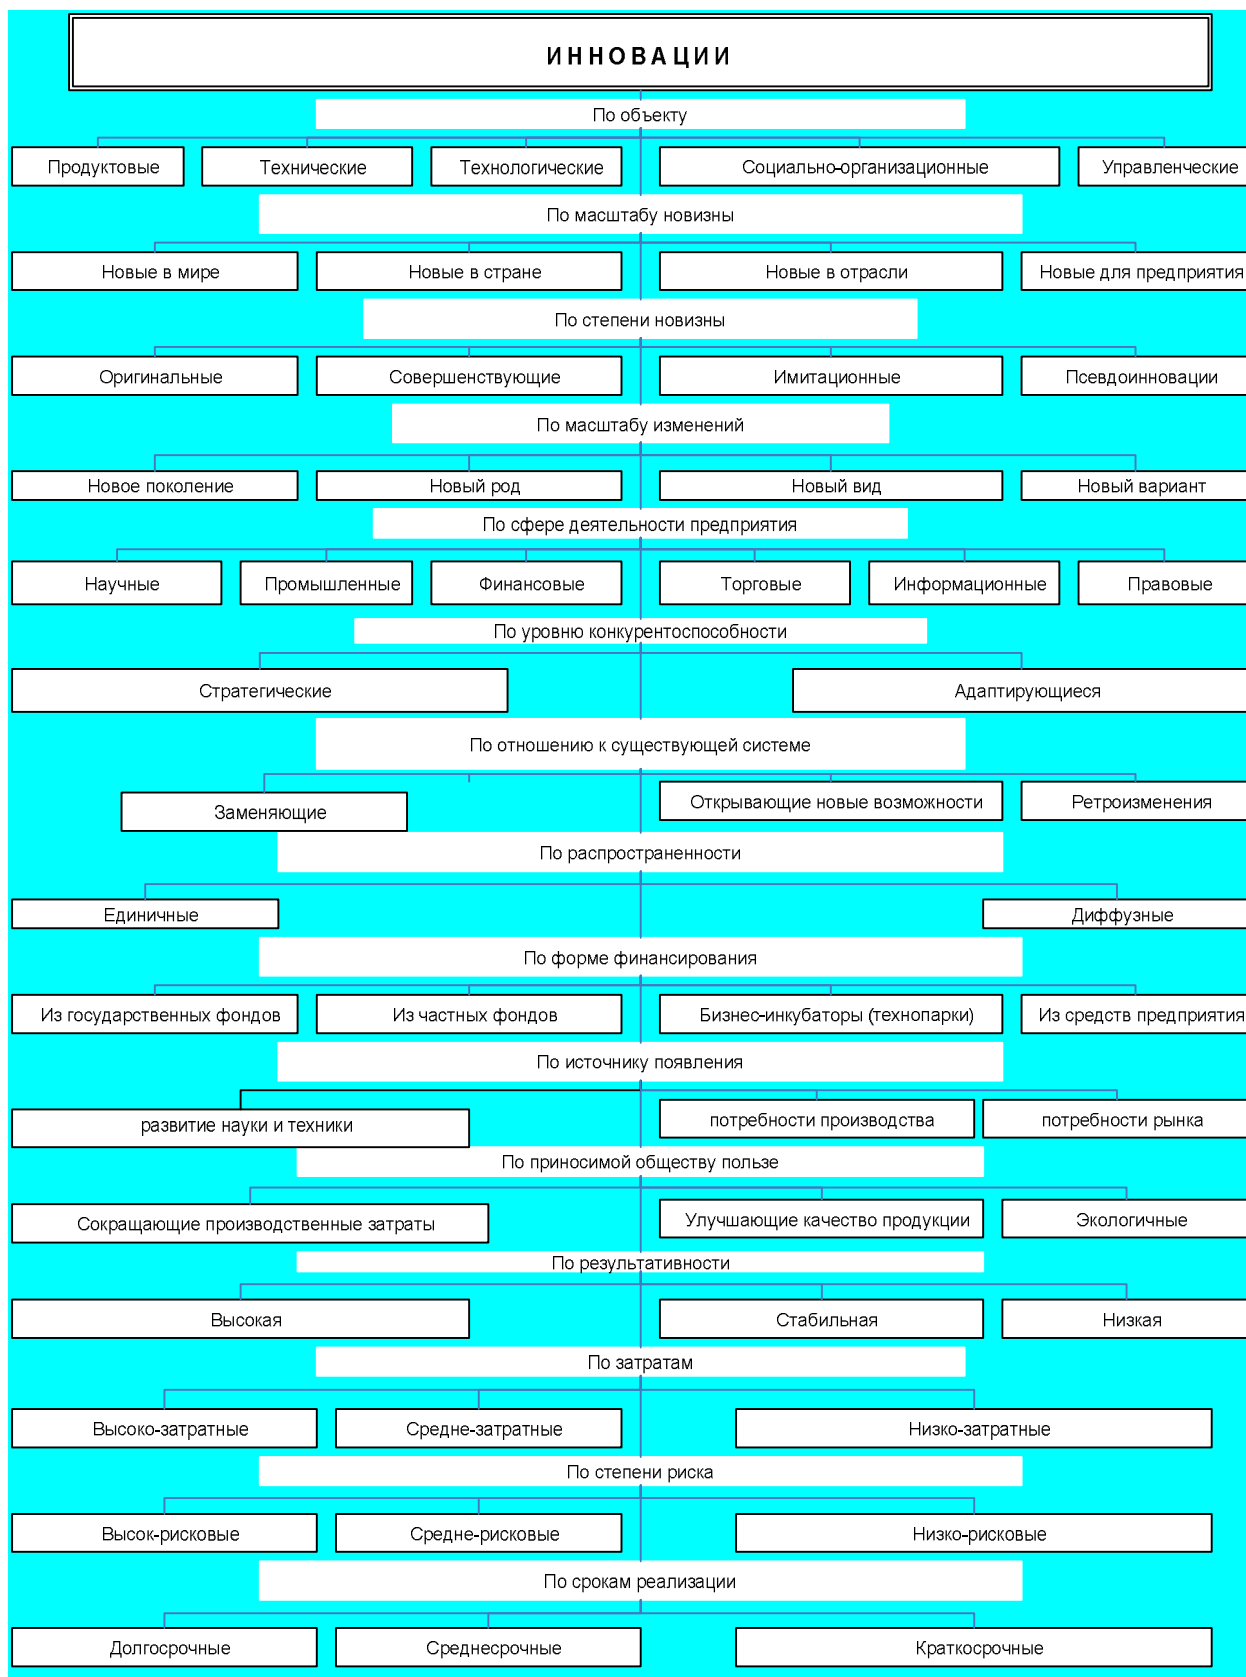 ИННОВАЦИИ
По объекту
Продуктовые
Технические
Технологические
Социально-организационные
Управленческие
По масштабу новизны
Новые в мире
Новые в стране
Новые в отрасли
Новые для предприятия
По степени новизны
Оригинальные
Совершенствующие
Имитационные
Псевдоинновации
По масштабу изменений
Новое поколение
Новый род
Новый вид
Новый вариант
По сфере деятельности предприятия
Научные
Промышленные
Финансовые
Торговые
Информационные
Правовые
По уровню конкурентоспособности
Стратегические
Адаптирующиеся
По отношению к существующей системе
Заменяющие
Открывающие новые возможности
Ретроизменения
По распространенности
Единичные
Диффузные
По форме финансирования
Из государственных фондов
Из частных фондов
Бизнес-инкубаторы (технопарки)
Из средств предприятия
По источнику появления
развитие науки и техники
потребности производства
потребности рынка
По приносимой обществу пользе
Сокращающие производственные затраты
Улучшающие качество продукции
Экологичные
По результативности
Высокая
Стабильная
Низкая
По затратам
Высоко-затратные
Средне-затратные
Низко-затратные
По степени риска
Высок-рисковые
Средне-рисковые
Низко-рисковые
По срокам реализации
Долгосрочные
Среднесрочные
Краткосрочные